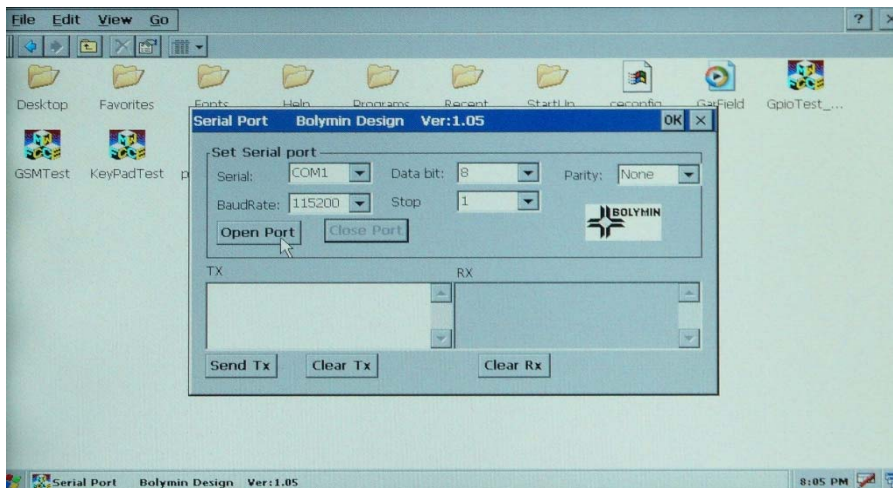 File Edit View Go
?
Desktop Favorites Fonts Help Programs Recent StartUp ceconfig GarField GpioTest_...
GSMTest KeyPadTest
Serial Port Bolymin Design Ver:1.05 OK
Set Serial port
Serial: COM1 Data bit: 8 Parity: None
BaudRate: 115200 Stop 1
BOLYMIN
Open Port Close Port
TX RX
Send Tx Clear Tx Clear Rx
Serial Port Bolymin Design Ver:1.05 8:05 PM